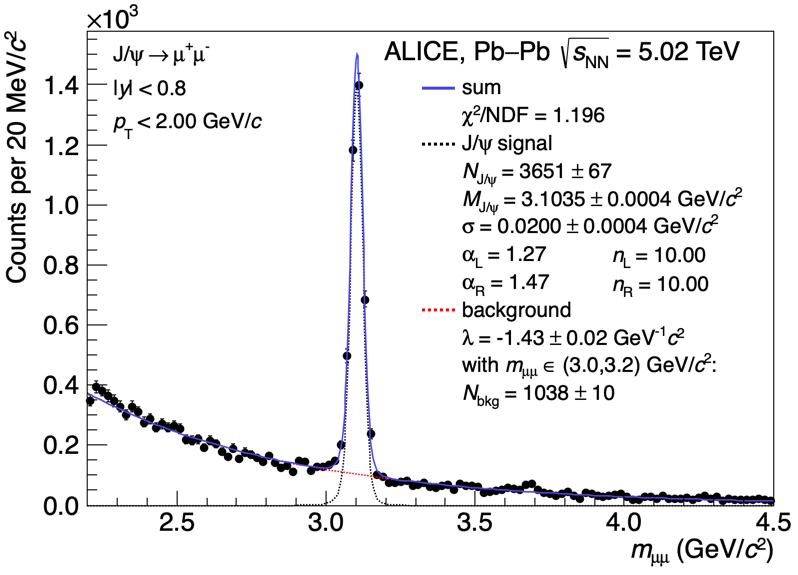 ×10³
Counts per 20 MeV/c²
J/ψ→μ⁺μ⁻
|y| < 0.8
p_T < 2.00 GeV/c
ALICE, Pb–Pb √s_NN = 5.02 TeV
sum
χ²/NDF = 1.196
J/ψ signal
N_J/ψ = 3651 ± 67
M_J/ψ = 3.1035 ± 0.0004 GeV/c²
σ = 0.0200 ± 0.0004 GeV/c²
α_L = 1.27 n_L = 10.00
α_R = 1.47 n_R = 10.00
background
λ = -1.43 ± 0.02 GeV⁻¹c²
with m_μμ ∈ (3.0,3.2) GeV/c²:
N_bkg = 1038 ± 10
1.4
1.2
1.0
0.8
0.6
0.4
0.2
0.0
2.5 3.0 3.5 4.0 4.5
m_μμ (GeV/c²)